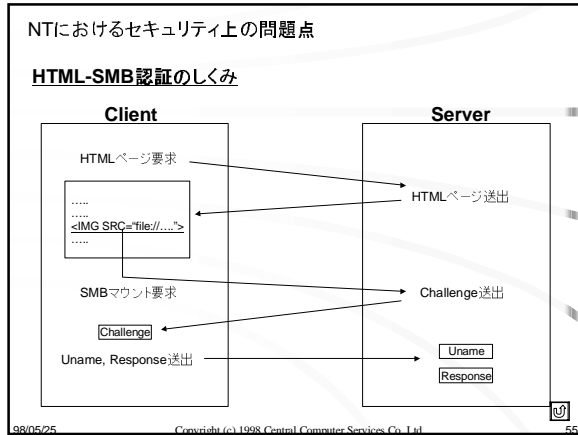 NTにおけるセキュリティ上の問題点
HTML-SMB認証のしくみ
Client
Server
HTMLページ要求
HTMLページ送出
.....
.....
<IMG SRC="file://....">
.....
SMBマウント要求
Challenge送出
Challenge
Uname, Response送出
Uname
Response
98/05/25
Copyright (c) 1998 Central Computer Services Co. Ltd
55